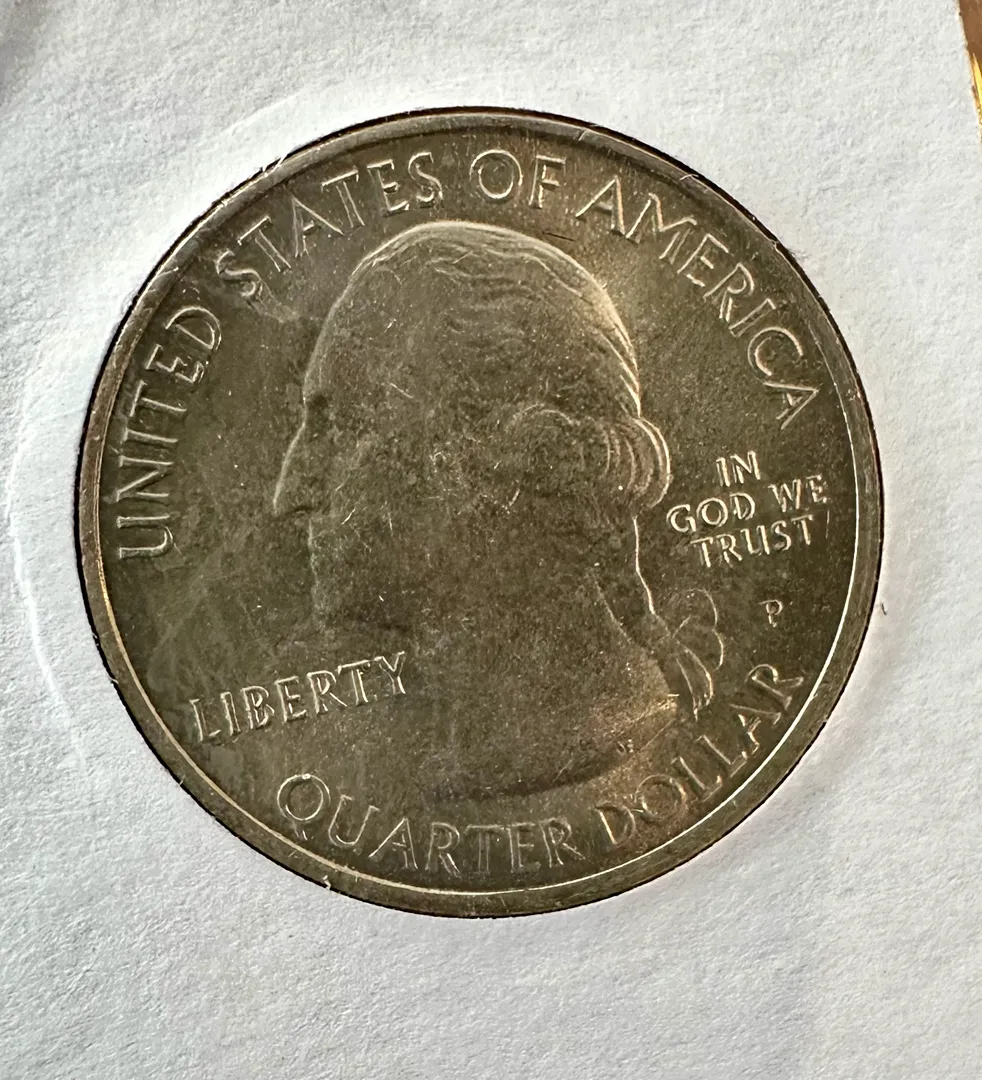 UNITED STATES OF AMERICA
IN
GOD WE
TRUST
P
LIBERTY
QUARTER DOLLAR